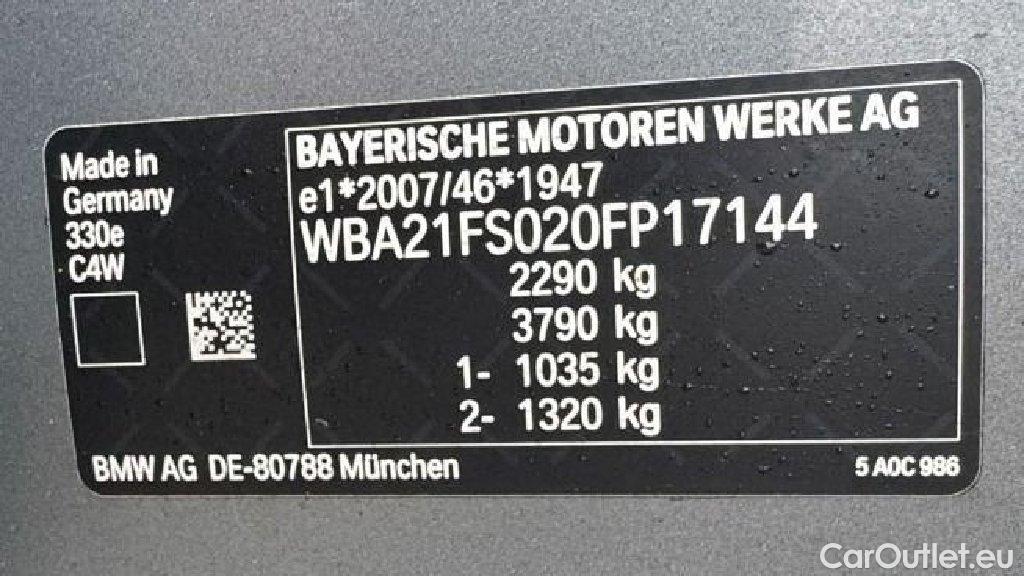 Made in
Germany
330e
C4W
BAYERISCHE MOTOREN WERKE AG
e1*2007/46*1947
WBA21FS020FP17144
2290 kg
3790 kg
1- 1035 kg
2- 1320 kg
BMW AG DE-80788 München
5 A0C 986
CarOutlet.eu